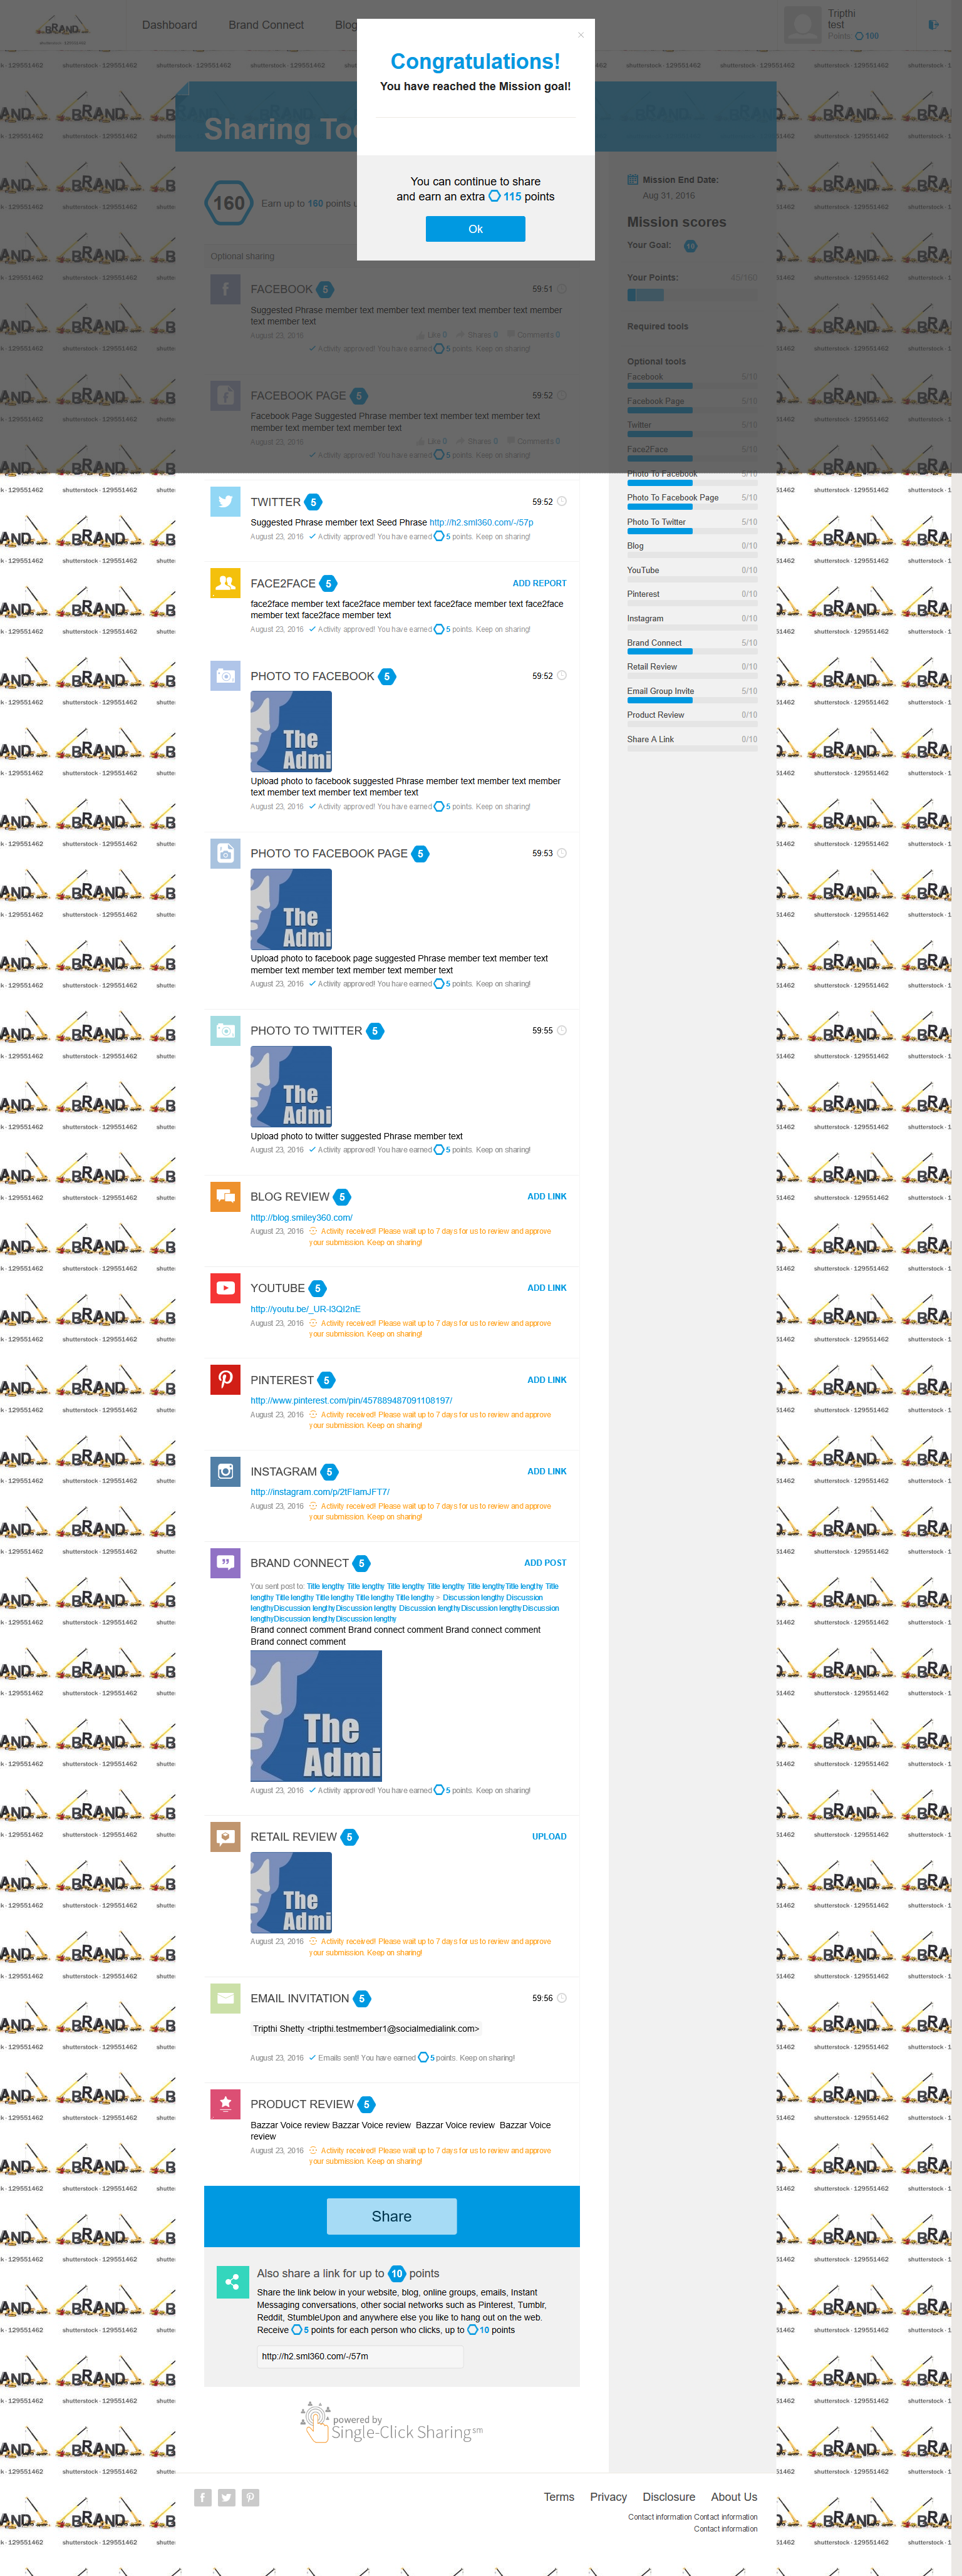 BRAND
Dashboard
Brand Connect
Blog
Tripthi
test
Points: 100
×
Congratulations!
You have reached the Mission goal!
You can continue to share
and earn an extra 115 points
Ok
Sharing Too
160
Earn up to 160 points u
Optional sharing
FACEBOOK 5
59:51
Suggested Phrase member text member text member text member text member
text member text
August 23, 2016
Like 0 Shares 0 Comments 0
Activity approved! You have earned 5 points. Keep on sharing!
FACEBOOK PAGE 5
59:52
Facebook Page Suggested Phrase member text member text member text
member text member text member text
August 23, 2016
Like 0 Shares 0 Comments 0
Activity approved! You have earned 5 points. Keep on sharing!
TWITTER 5
59:52
Suggested Phrase member text Seed Phrase http://h2.sml360.com/-/57p
August 23, 2016 Activity approved! You have earned 5 points. Keep on sharing!
FACE2FACE 5
ADD REPORT
face2face member text face2face member text face2face member text face2face
member text face2face member text
August 23, 2016 Activity approved! You have earned 5 points. Keep on sharing!
PHOTO TO FACEBOOK 5
59:52
The
Admi
Upload photo to facebook suggested Phrase member text member text member
text member text member text member text
August 23, 2016 Activity approved! You have earned 5 points. Keep on sharing!
PHOTO TO FACEBOOK PAGE 5
59:53
The
Admi
Upload photo to facebook page suggested Phrase member text member text
member text member text member text member text
August 23, 2016 Activity approved! You have earned 5 points. Keep on sharing!
PHOTO TO TWITTER 5
59:55
The
Admi
Upload photo to twitter suggested Phrase member text
August 23, 2016 Activity approved! You have earned 5 points. Keep on sharing!
BLOG REVIEW 5
ADD LINK
http://blog.smiley360.com/
August 23, 2016 Activity received! Please wait up to 7 days for us to review and approve
your submission. Keep on sharing!
YOUTUBE 5
ADD LINK
http://youtu.be/_UR-l3QI2nE
August 23, 2016 Activity received! Please wait up to 7 days for us to review and approve
your submission. Keep on sharing!
PINTEREST 5
ADD LINK
http://www.pinterest.com/pin/457889487091108197/
August 23, 2016 Activity received! Please wait up to 7 days for us to review and approve
your submission. Keep on sharing!
INSTAGRAM 5
ADD LINK
http://instagram.com/p/2tFIamJFT7/
August 23, 2016 Activity received! Please wait up to 7 days for us to review and approve
your submission. Keep on sharing!
BRAND CONNECT 5
ADD POST
You sent post to: Title lengthy Title lengthy Title lengthy Title lengthy Title lengthyTitle lengthy Title
lengthy Title lengthy Title lengthy Title lengthy Title lengthy > Discussion lengthy Discussion
lengthyDiscussion lengthyDiscussion lengthy Discussion lengthyDiscussion lengthyDiscussion
lengthyDiscussion lengthyDiscussion lengthy
Brand connect comment Brand connect comment Brand connect comment
Brand connect comment
The
Admi
August 23, 2016 Activity approved! You have earned 5 points. Keep on sharing!
RETAIL REVIEW 5
UPLOAD
The
Admi
August 23, 2016 Activity received! Please wait up to 7 days for us to review and approve
your submission. Keep on sharing!
EMAIL INVITATION 5
59:56
Tripthi Shetty <tripthi.testmember1@socialmedialink.com>
August 23, 2016 Emails sent! You have earned 5 points. Keep on sharing!
PRODUCT REVIEW 5
Bazzar Voice review Bazzar Voice review Bazzar Voice review Bazzar Voice
review
August 23, 2016 Activity received! Please wait up to 7 days for us to review and approve
your submission. Keep on sharing!
Share
Also share a link for up to 10 points
Share the link below in your website, blog, online groups, emails, Instant
Messaging conversations, other social networks such as Pinterest, Tumblr,
Reddit, StumbleUpon and anywhere else you like to hang out on the web.
Receive 5 points for each person who clicks, up to 10 points
http://h2.sml360.com/-/57m
powered by
Single-Click Sharing sm
Mission End Date:
Aug 31, 2016
Mission scores
Your Goal: 10
Your Points: 45/160
Required tools
Optional tools
Facebook 5/10
Facebook Page 5/10
Twitter 5/10
Face2Face 5/10
Photo To Facebook 5/10
Photo To Facebook Page 5/10
Photo To Twitter 5/10
Blog 0/10
YouTube 0/10
Pinterest 0/10
Instagram 0/10
Brand Connect 5/10
Retail Review 0/10
Email Group Invite 5/10
Product Review 0/10
Share A Link 0/10
Terms Privacy Disclosure About Us
Contact information Contact information
Contact information
shutterstock · 129551462